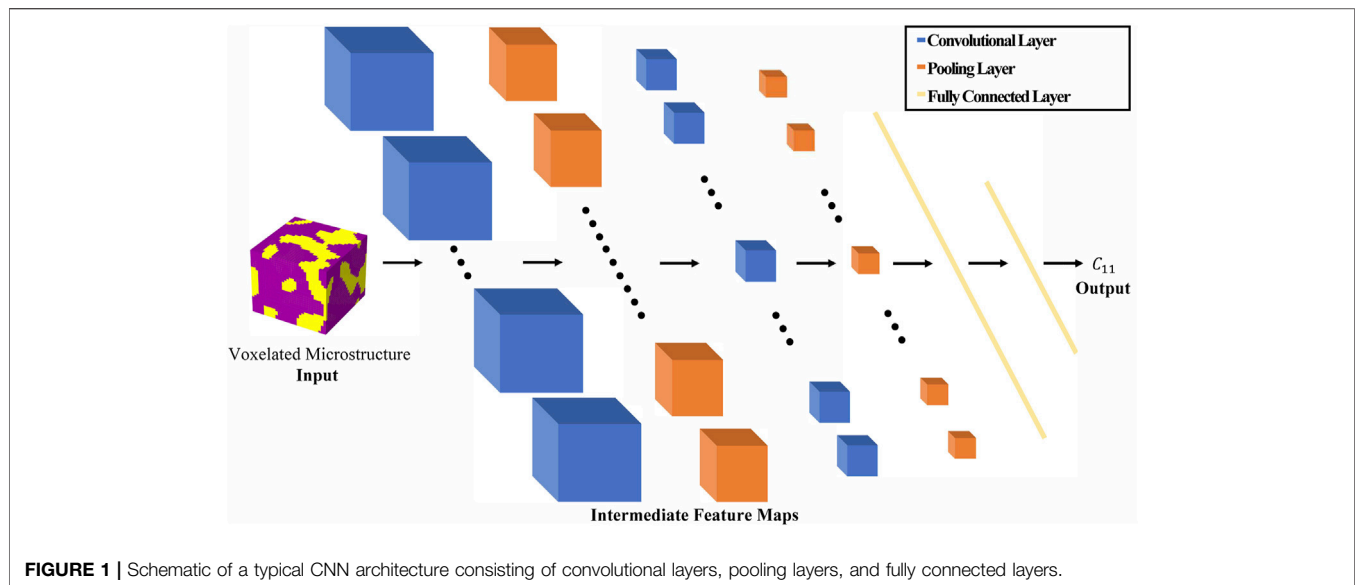 Convolutional Layer
Pooling Layer
Fully Connected Layer
C₁₁
Output
Voxelated Microstructure
Input
Intermediate Feature Maps
FIGURE 1 | Schematic of a typical CNN architecture consisting of convolutional layers, pooling layers, and fully connected layers.